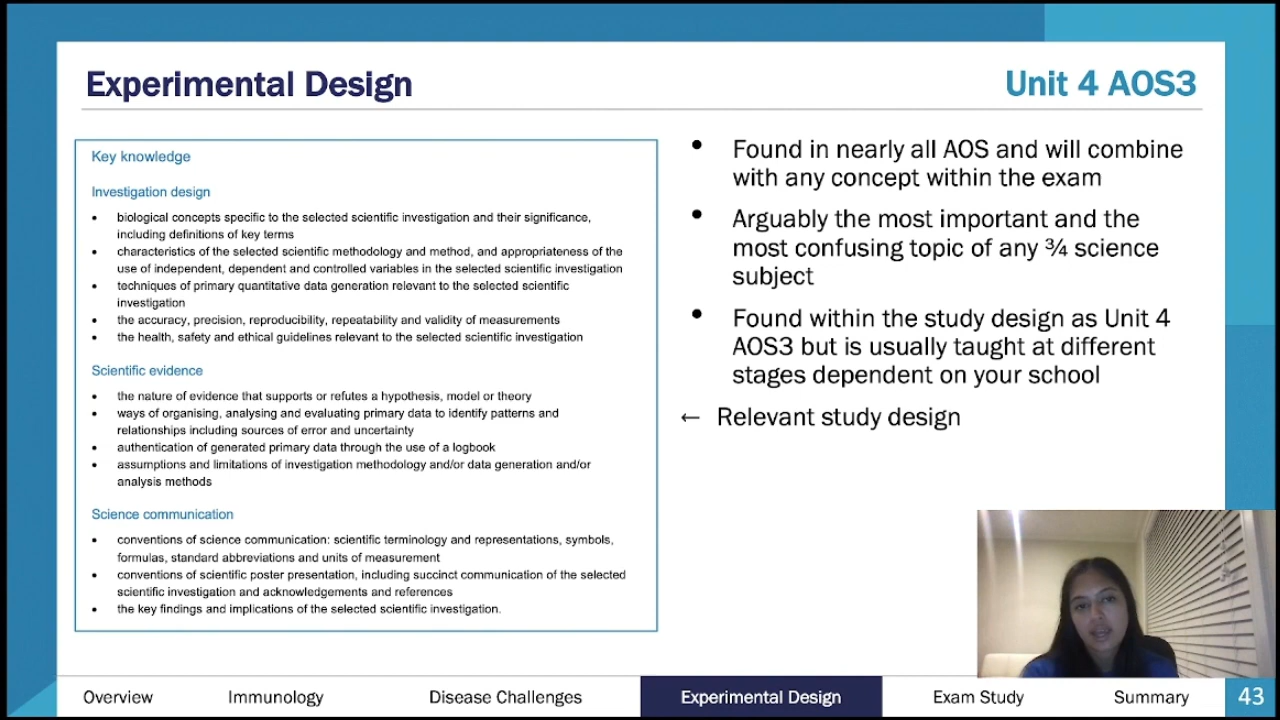 Experimental Design
Unit 4 AOS3
Key knowledge
Investigation design
• biological concepts specific to the selected scientific investigation and their significance,
including definitions of key terms
• characteristics of the selected scientific methodology and method, and appropriateness of the
use of independent, dependent and controlled variables in the selected scientific investigation
• techniques of primary quantitative data generation relevant to the selected scientific
investigation
• the accuracy, precision, reproducibility, repeatability and validity of measurements
• the health, safety and ethical guidelines relevant to the selected scientific investigation
Scientific evidence
• the nature of evidence that supports or refutes a hypothesis, model or theory
• ways of organising, analysing and evaluating primary data to identify patterns and
relationships including sources of error and uncertainty
• authentication of generated primary data through the use of a logbook
• assumptions and limitations of investigation methodology and/or data generation and/or
analysis methods
Science communication
• conventions of science communication: scientific terminology and representations, symbols,
formulas, standard abbreviations and units of measurement
• conventions of scientific poster presentation, including succinct communication of the selected
scientific investigation and acknowledgements and references
• the key findings and implications of the selected scientific investigation.
• Found in nearly all AOS and will combine
with any concept within the exam
• Arguably the most important and the
most confusing topic of any ¾ science
subject
• Found within the study design as Unit 4
AOS3 but is usually taught at different
stages dependent on your school
← Relevant study design
Overview
Immunology
Disease Challenges
Experimental Design
Exam Study
Summary
43